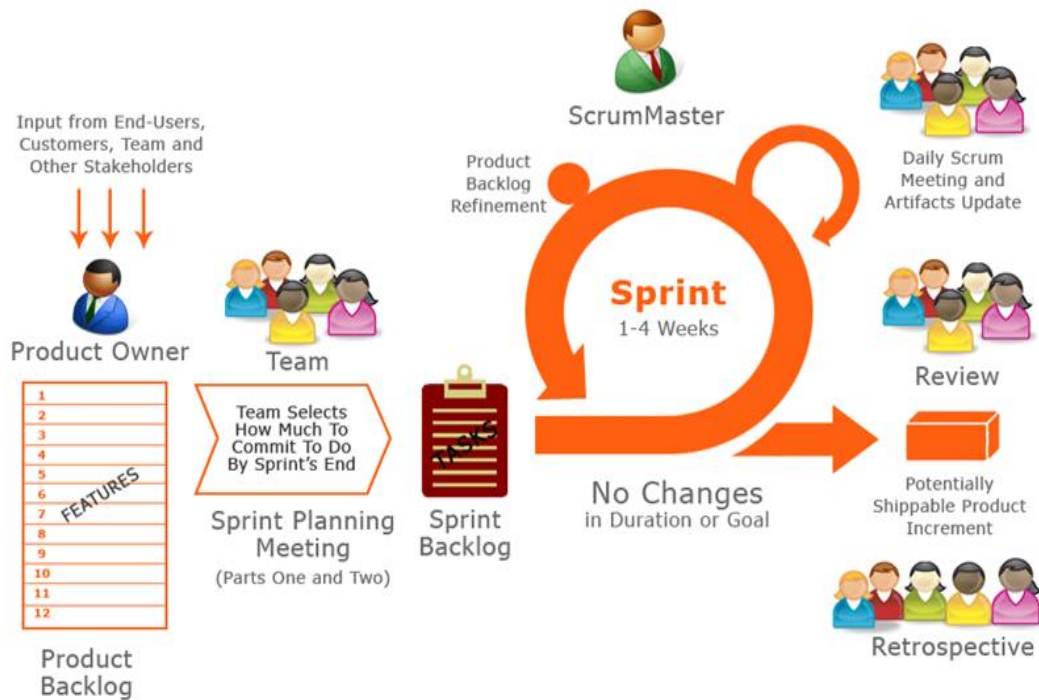 Input from End-Users,
Customers, Team and
Other Stakeholders
Product Owner
1
2
3
4
5
6
7
8
9
10
11
12
FEATURES
Product
Backlog
Team
Team Selects
How Much To
Commit To Do
By Sprint's End
Sprint Planning
Meeting
(Parts One and Two)
TASKS
Sprint
Backlog
ScrumMaster
Product
Backlog
Refinement
Sprint
1-4 Weeks
No Changes
in Duration or Goal
Daily Scrum
Meeting and
Artifacts Update
Review
Potentially
Shippable Product
Increment
Retrospective